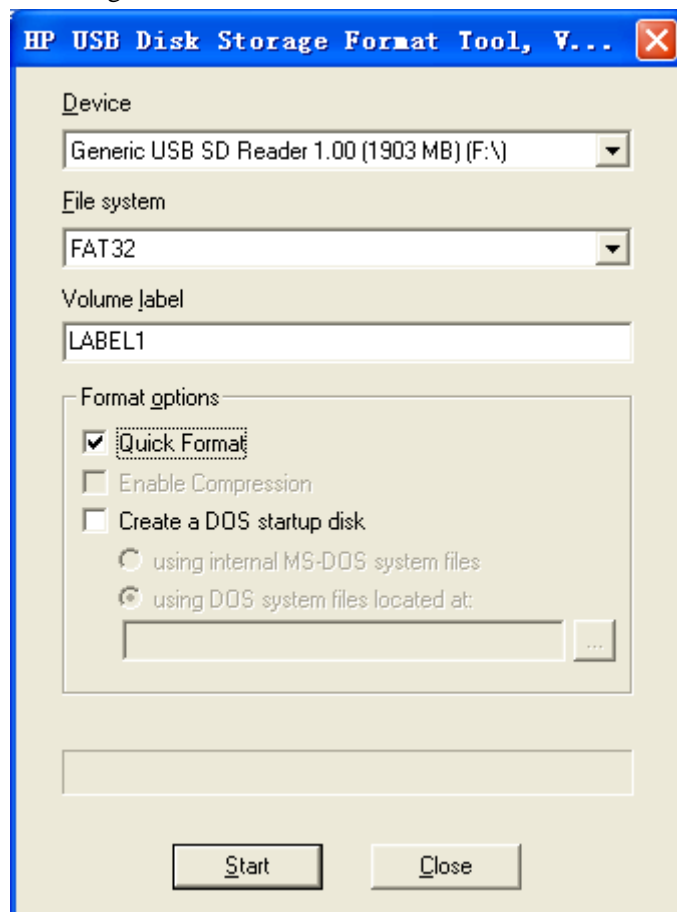 HP USB Disk Storage Format Tool, V...
Device
Generic USB SD Reader 1.00 (1903 MB) (F:\)
File system
FAT32
Volume label
LABEL1
Format options
Quick Format
Enable Compression
Create a DOS startup disk
using internal MS-DOS system files
using DOS system files located at:
...
Start Close